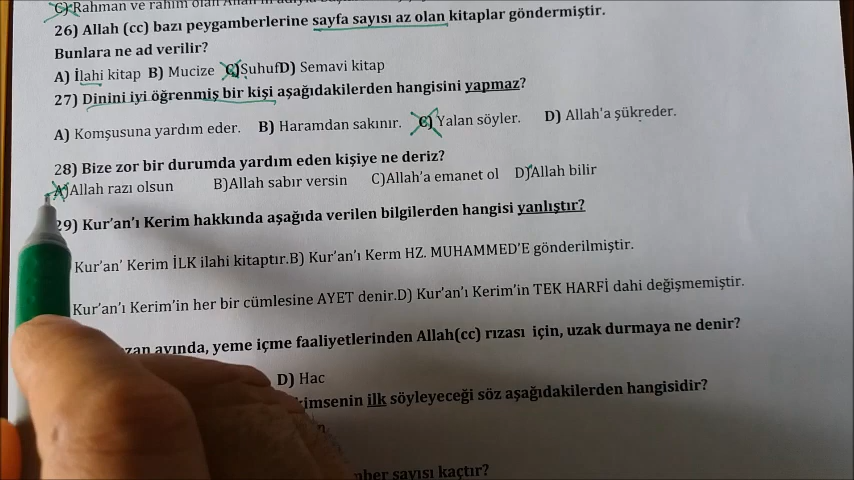 C) Rahman ve rahim olan Allah'ın adıyla
26) Allah (cc) bazı peygamberlerine sayfa sayısı az olan kitaplar göndermiştir.
Bunlara ne ad verilir?
A) İlahi kitap B) Mucize C)SuhufD) Semavi kitap
27) Dinini iyi öğrenmiş bir kişi aşağıdakilerden hangisini yapmaz?
A) Komşusuna yardım eder. B) Haramdan sakınır. C) Yalan söyler. D) Allah'a şükreder.
28) Bize zor bir durumda yardım eden kişiye ne deriz?
A)Allah razı olsun B)Allah sabır versin C)Allah'a emanet ol D)Allah bilir
29) Kur'an'ı Kerim hakkında aşağıda verilen bilgilerden hangisi yanlıştır?
Kur'an' Kerim İLK ilahi kitaptır.B) Kur'an'ı Kerm HZ. MUHAMMED'E gönderilmiştir.
Kur'an'ı Kerim'in her bir cümlesine AYET denir.D) Kur'an'ı Kerim'in TEK HARFİ dahi değişmemiştir.
ayında, yeme içme faaliyetlerinden Allah(cc) rızası için, uzak durmaya ne denir?
D) Hac
kimsenin ilk söyleyeceği söz aşağıdakilerden hangisidir?
sayısı kaçtır?